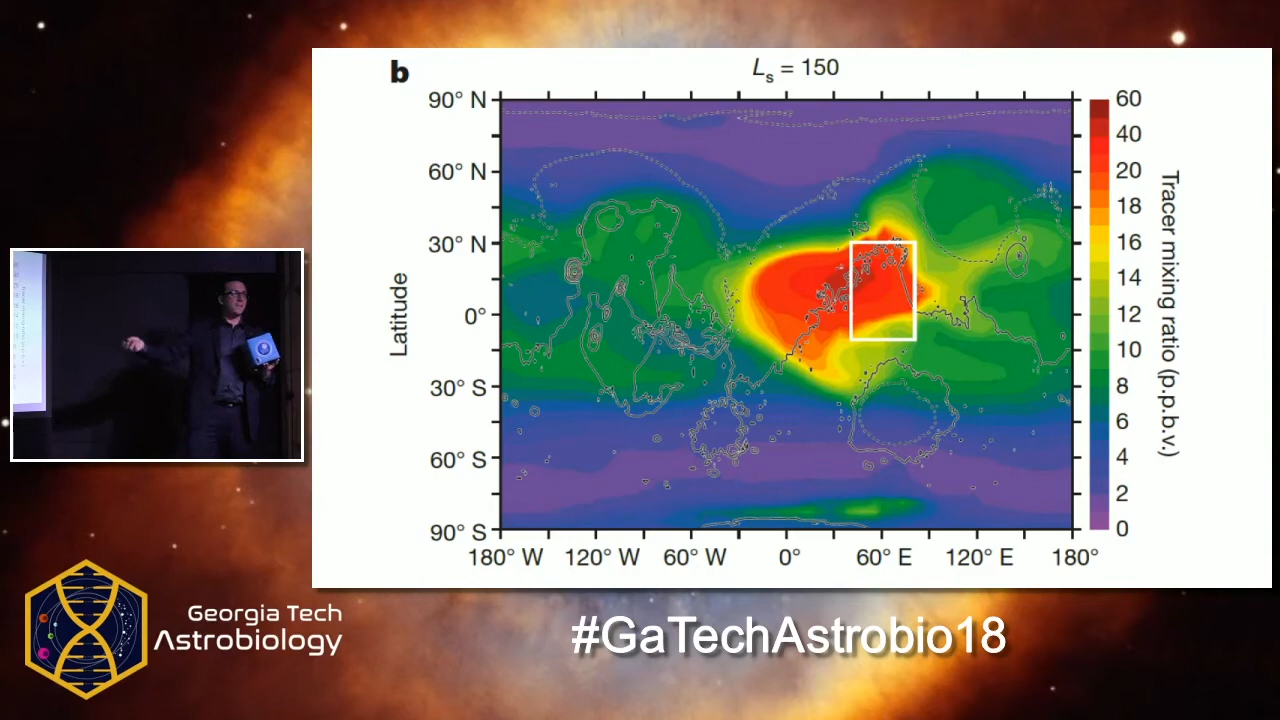 b
L_s = 150
90° N
60° N
30° N
0°
30° S
60° S
90° S
Latitude
180° W
120° W
60° W
0°
60° E
120° E
180°
60
40
20
18
16
14
12
10
8
6
4
2
0
Tracer mixing ratio (p.p.b.v.)
Georgia Tech
Astrobiology
#GaTechAstrobio18